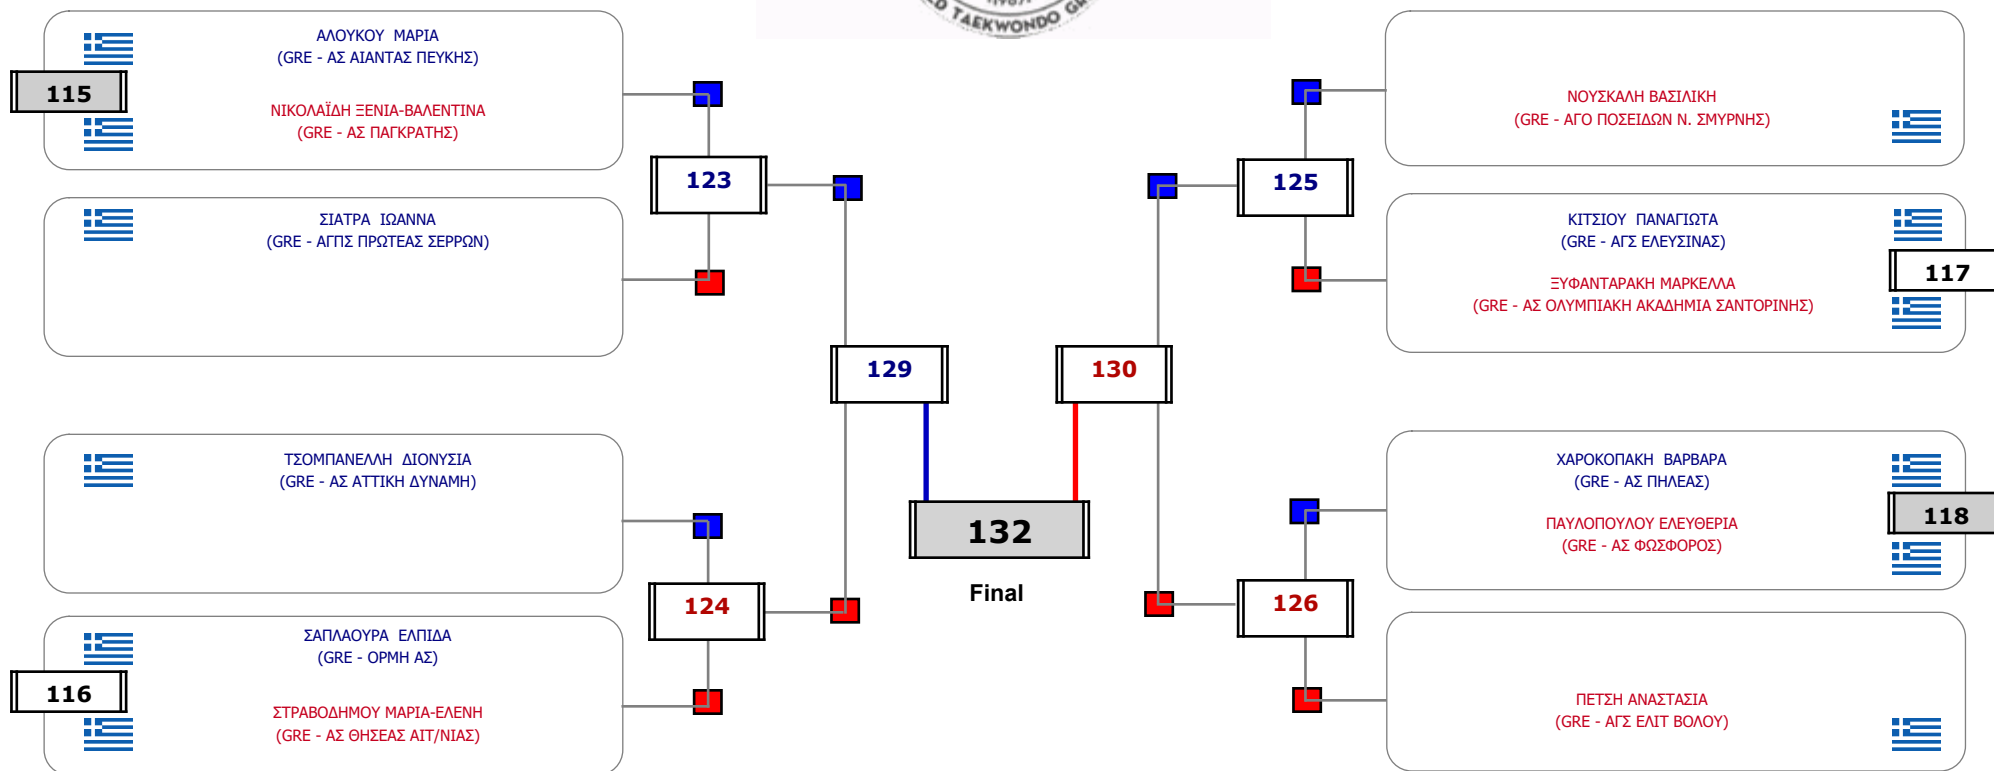 TAEKWONDO
ΑΛΟΥΚΟΥ ΜΑΡΙΑ
(GRE - ΑΣ ΑΙΑΝΤΑΣ ΠΕΥΚΗΣ)
115
ΝΙΚΟΛΑΪΔΗ ΞΕΝΙΑ-ΒΑΛΕΝΤΙΝΑ
(GRE - ΑΣ ΠΑΓΚΡΑΤΗΣ)
123
ΣΙΑΤΡΑ ΙΩΑΝΝΑ
(GRE - ΑΓΠΣ ΠΡΩΤΕΑΣ ΣΕΡΡΩΝ)
129
ΤΣΟΜΠΑΝΕΛΛΗ ΔΙΟΝΥΣΙΑ
(GRE - ΑΣ ΑΤΤΙΚΗ ΔΥΝΑΜΗ)
124
ΣΑΠΛΑΟΥΡΑ ΕΛΠΙΔΑ
(GRE - ΟΡΜΗ ΑΣ)
116
ΣΤΡΑΒΟΔΗΜΟΥ ΜΑΡΙΑ-ΕΛΕΝΗ
(GRE - ΑΣ ΘΗΣΕΑΣ ΑΙΤ/ΝΙΑΣ)
132
Final
ΝΟΥΣΚΑΛΗ ΒΑΣΙΛΙΚΗ
(GRE - ΑΓΟ ΠΟΣΕΙΔΩΝ Ν. ΣΜΥΡΝΗΣ)
125
ΚΙΤΣΙΟΥ ΠΑΝΑΓΙΩΤΑ
(GRE - ΑΓΣ ΕΛΕΥΣΙΝΑΣ)
117
ΞΥΦΑΝΤΑΡΑΚΗ ΜΑΡΚΕΛΛΑ
(GRE - ΑΣ ΟΛΥΜΠΙΑΚΗ ΑΚΑΔΗΜΙΑ ΣΑΝΤΟΡΙΝΗΣ)
130
ΧΑΡΟΚΟΠΑΚΗ ΒΑΡΒΑΡΑ
(GRE - ΑΣ ΠΗΛΕΑΣ)
118
ΠΑΥΛΟΠΟΥΛΟΥ ΕΛΕΥΘΕΡΙΑ
(GRE - ΑΣ ΦΩΣΦΟΡΟΣ)
126
ΠΕΤΣΗ ΑΝΑΣΤΑΣΙΑ
(GRE - ΑΓΣ ΕΛΙΤ ΒΟΛΟΥ)